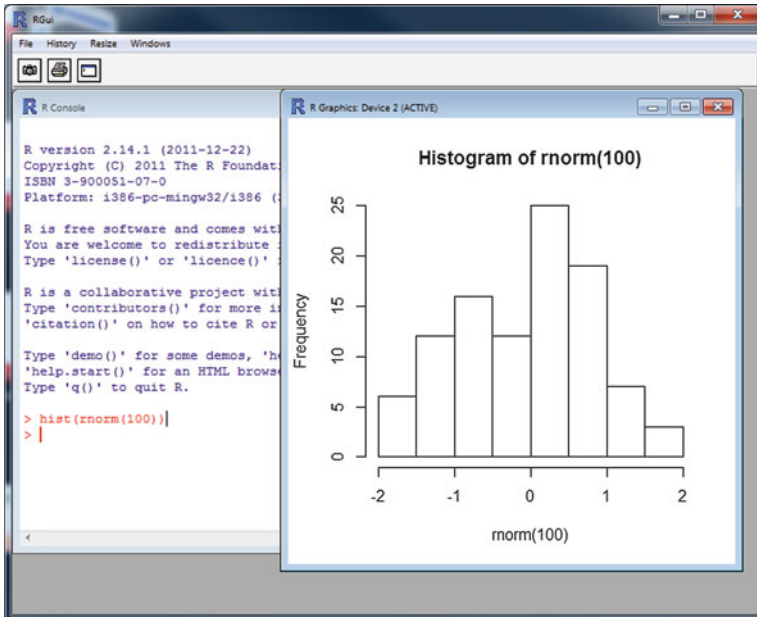 RGui
File History Resize Windows
R Console
R version 2.14.1 (2011-12-22)
Copyright (C) 2011 The R Foundat
ISBN 3-900051-07-0
Platform: i386-pc-mingw32/i386 (
R is free software and comes wit
You are welcome to redistribute
Type 'license()' or 'licence()'
R is a collaborative project wit
Type 'contributors()' for more i
'citation()' on how to cite R or
Type 'demo()' for some demos, 'he
'help.start()' for an HTML browse
Type 'q()' to quit R.
> hist(rnorm(100))
>
R Graphics: Device 2 (ACTIVE)
Histogram of rnorm(100)
Frequency
25
20
15
10
5
0
-2 -1 0 1 2
rnorm(100)